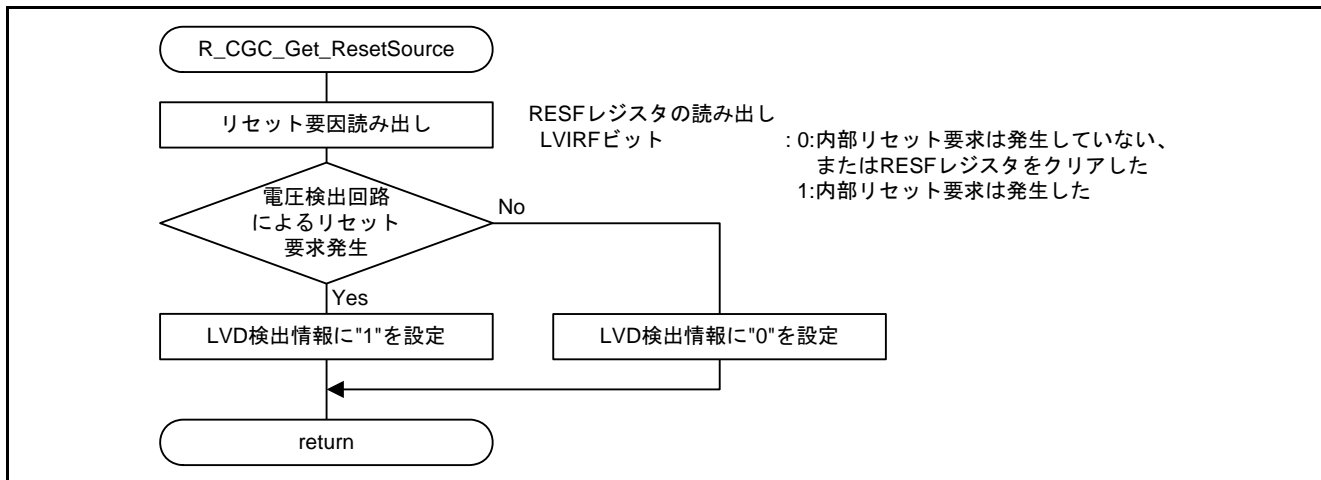 R_CGC_Get_ResetSource
リセット要因読み出し
RESFレジスタの読み出し
LVIRFビット : 0:内部リセット要求は発生していない、
またはRESFレジスタをクリアした
1:内部リセット要求は発生した
電圧検出回路
によるリセット
要求発生
No
Yes
LVD検出情報に"1"を設定
LVD検出情報に"0"を設定
return